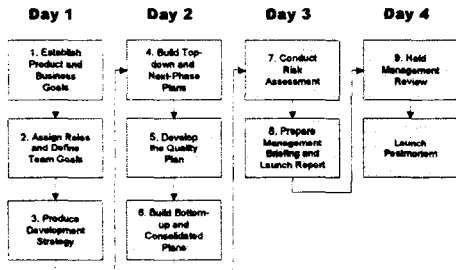 Day 1
Day 2
Day 3
Day 4
1. Establish
Product and
Business
Goals
2. Assign Roles
and Define
Team Goals
3. Produce
Development
Strategy
4. Build Top-
down and
Next-Phase
Plans
5. Develop
the Quality
Plan
6. Build Bottom-
up and
Consolidated
Plans
7. Conduct
Risk
Assessment
8. Prepare
Management
Briefing and
Launch Report
9. Hold
Management
Review
Launch
Postmortem